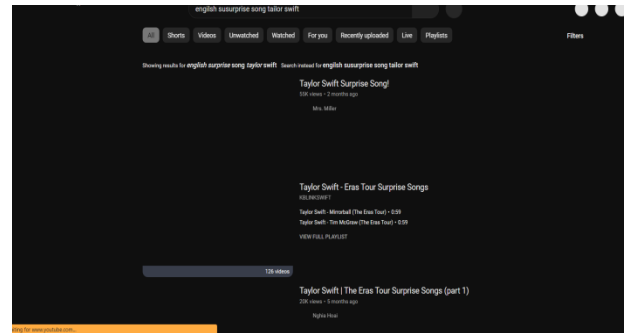 engilsh susurprise song tailor swift
All Shorts Videos Unwatched Watched For you Recently uploaded Live Playlists Filters
Showing results for english surprise song taylor swift Search instead for engilsh susurprise song tailor swift
Taylor Swift Surprise Song!
views • 2 months ago
Mrs. Miller
Taylor Swift - Eras Tour Surprise Songs
KBLINKSWIFT
Taylor Swift - Mirrorball (The Eras Tour) • 0:59
Taylor Swift - Tim McGraw (The Eras Tour) • 0:59
VIEW FULL PLAYLIST
126 videos
Taylor Swift | The Eras Tour Surprise Songs (part 1)
20K views • 5 months ago
Nghia Hoai
for www.youtube.com...